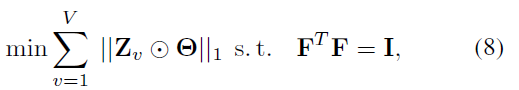 min ∑_{v=1}^{V} ||Z_v ⊙ Θ||_1 s. t. F^T F = I, (8)